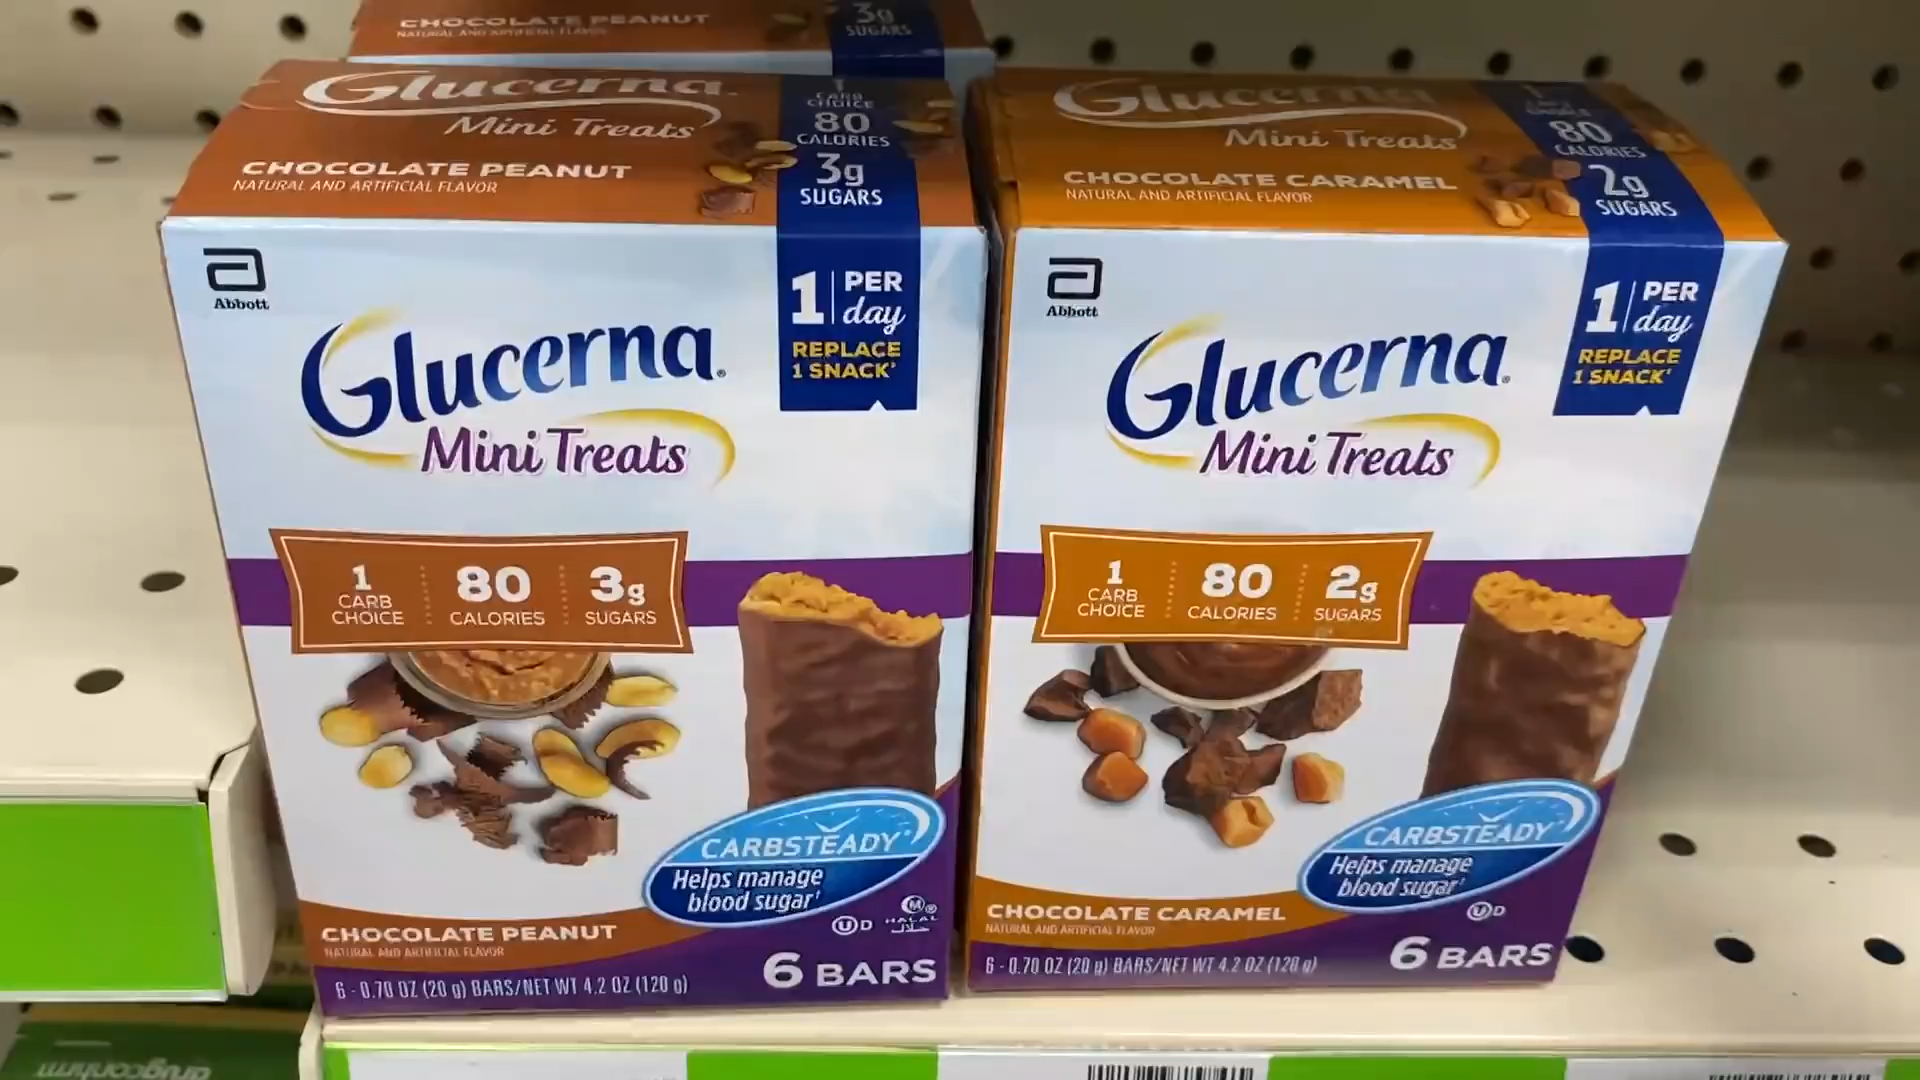 CHOCOLATE PEANUT
NATURAL AND ARTIFICIAL FLAVOR
3g
SUGARS
Glucerna
Mini Treats
CHOCOLATE PEANUT
NATURAL AND ARTIFICIAL FLAVOR
1
CARB
CHOICE
80
CALORIES
3g
SUGARS
Abbott
1 PER
day
REPLACE
1 SNACK†
Glucerna®
Mini Treats
1
CARB
CHOICE
80
CALORIES
3g
SUGARS
CARBSTEADY®
Helps manage
blood sugar†
U D
M®
HALAL
حلال
CHOCOLATE PEANUT
NATURAL AND ARTIFICIAL FLAVOR
6 - 0.70 OZ (20 g) BARS/NET WT 4.2 OZ (120 g)
6 BARS
Glucerna
Mini Treats
CHOCOLATE CARAMEL
NATURAL AND ARTIFICIAL FLAVOR
80
CALORIES
2g
SUGARS
Abbott
1 PER
day
REPLACE
1 SNACK†
Glucerna®
Mini Treats
1
CARB
CHOICE
80
CALORIES
2g
SUGARS
CARBSTEADY®
Helps manage
blood sugar†
U D
CHOCOLATE CARAMEL
NATURAL AND ARTIFICIAL FLAVOR
6 - 0.70 OZ (20 g) BARS/NET WT 4.2 OZ (120 g)
6 BARS